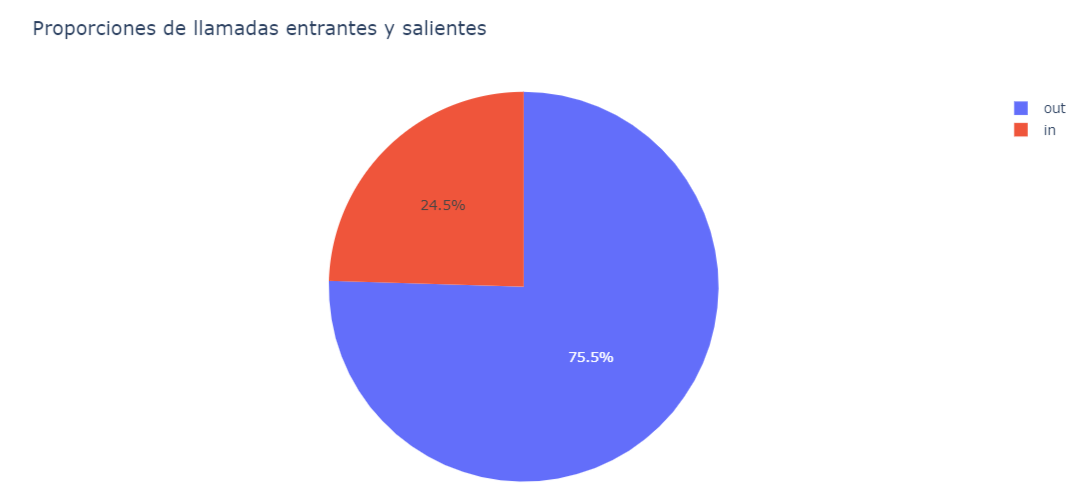 Proporciones de llamadas entrantes y salientes
out
in
24.5%
75.5%